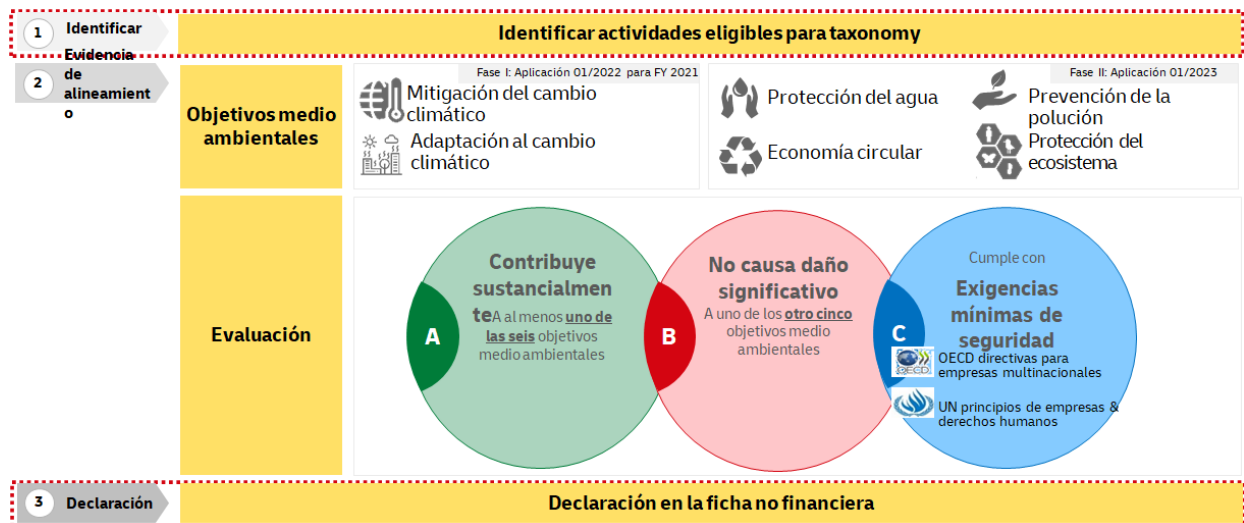 1
Identificar
Identificar actividades eligibles para taxonomy
2
Evidencia
de
alineamient
o
Objetivos medio
ambientales
Fase I: Aplicación 01/2022 para FY 2021
Mitigación del cambio
climático
Adaptación al cambio
climático
Fase II: Aplicación 01/2023
Protección del agua
Economía circular
Prevención de la
polución
Protección del
ecosistema
Evaluación
A
Contribuye
sustancialmen
teA al menos uno de
las seis objetivos
medio ambientales
B
No causa daño
significativo
A uno de los otro cinco
objetivos medio
ambientales
C
Cumple con
Exigencias
mínimas de
seguridad
OECD
OECD directivas para
empresas multinacionales
UN principios de empresas &
derechos humanos
3
Declaración
Declaración en la ficha no financiera